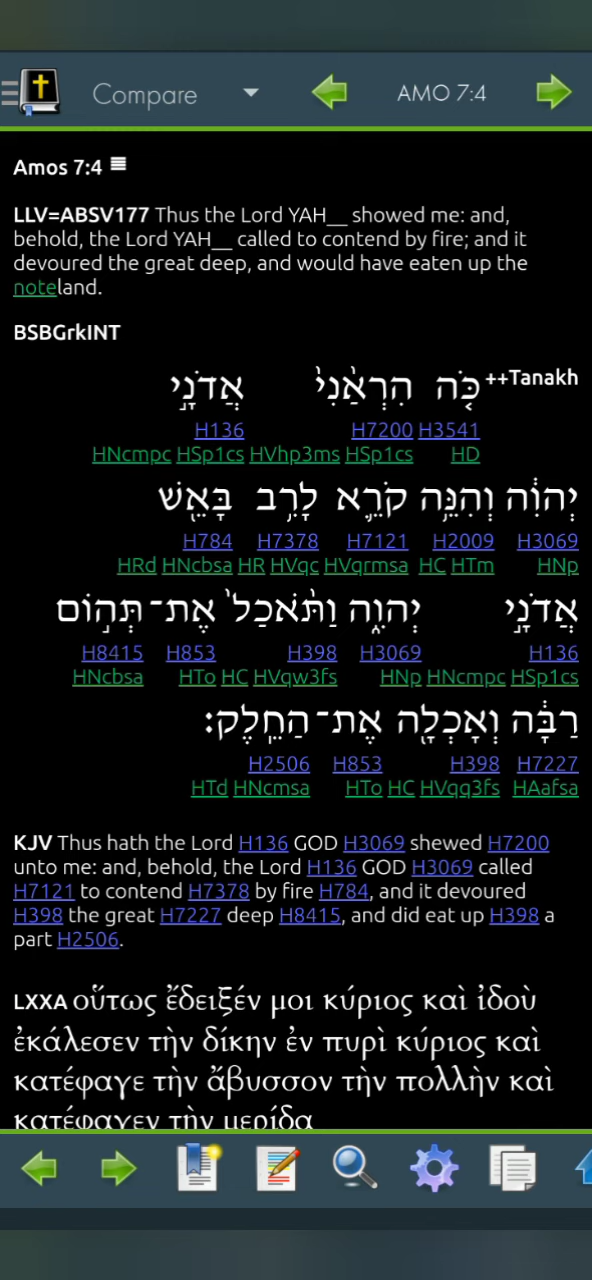 Compare
AMO 7:4
Amos 7:4
LLV=ABSV177 Thus the Lord YAH__ showed me: and,
behold, the Lord YAH__ called to contend by fire; and it
devoured the great deep, and would have eaten up the
noteland.
BSBGrkINT
++Tanakh כֹּ֤ה הִרְאַ֙נִי֙ אֲדֹנָ֣י
H136 H7200 H3541
HNcmpc HSp1cs HVhp3ms HSp1cs HD
יְהוִ֔ה וְהִנֵּ֥ה קֹרֵ֛א לָרִ֥ב בָּאֵ֖שׁ
H784 H7378 H7121 H2009 H3069
HRd HNcbsa HR HVqc HVqrmsa HC HTm HNp
אֲדֹנָ֣י יְהוִ֑ה וַתֹּ֙אכַל֙ אֶת־ תְּה֣וֹם
H8415 H853 H398 H3069 H136
HNcbsa HTo HC HVqw3fs HNp HNcmpc HSp1cs
רַבָּ֔ה וְאָכְלָ֖ה אֶת־ הַחֵֽלֶק׃
H2506 H853 H398 H7227
HTd HNcmsa HTo HC HVqq3fs HAafsa
KJV Thus hath the Lord H136 GOD H3069 shewed H7200
unto me: and, behold, the Lord H136 GOD H3069 called
H7121 to contend H7378 by fire H784, and it devoured
H398 the great H7227 deep H8415, and did eat up H398 a
part H2506.
LXXA οὕτως ἔδειξέν μοι κύριος καὶ ἰδοὺ
ἐκάλεσεν τὴν δίκην ἐν πυρὶ κύριος καὶ
κατέφαγε τὴν ἄβυσσον τὴν πολλὴν καὶ
κατέφαγεν τὴν μερίδα